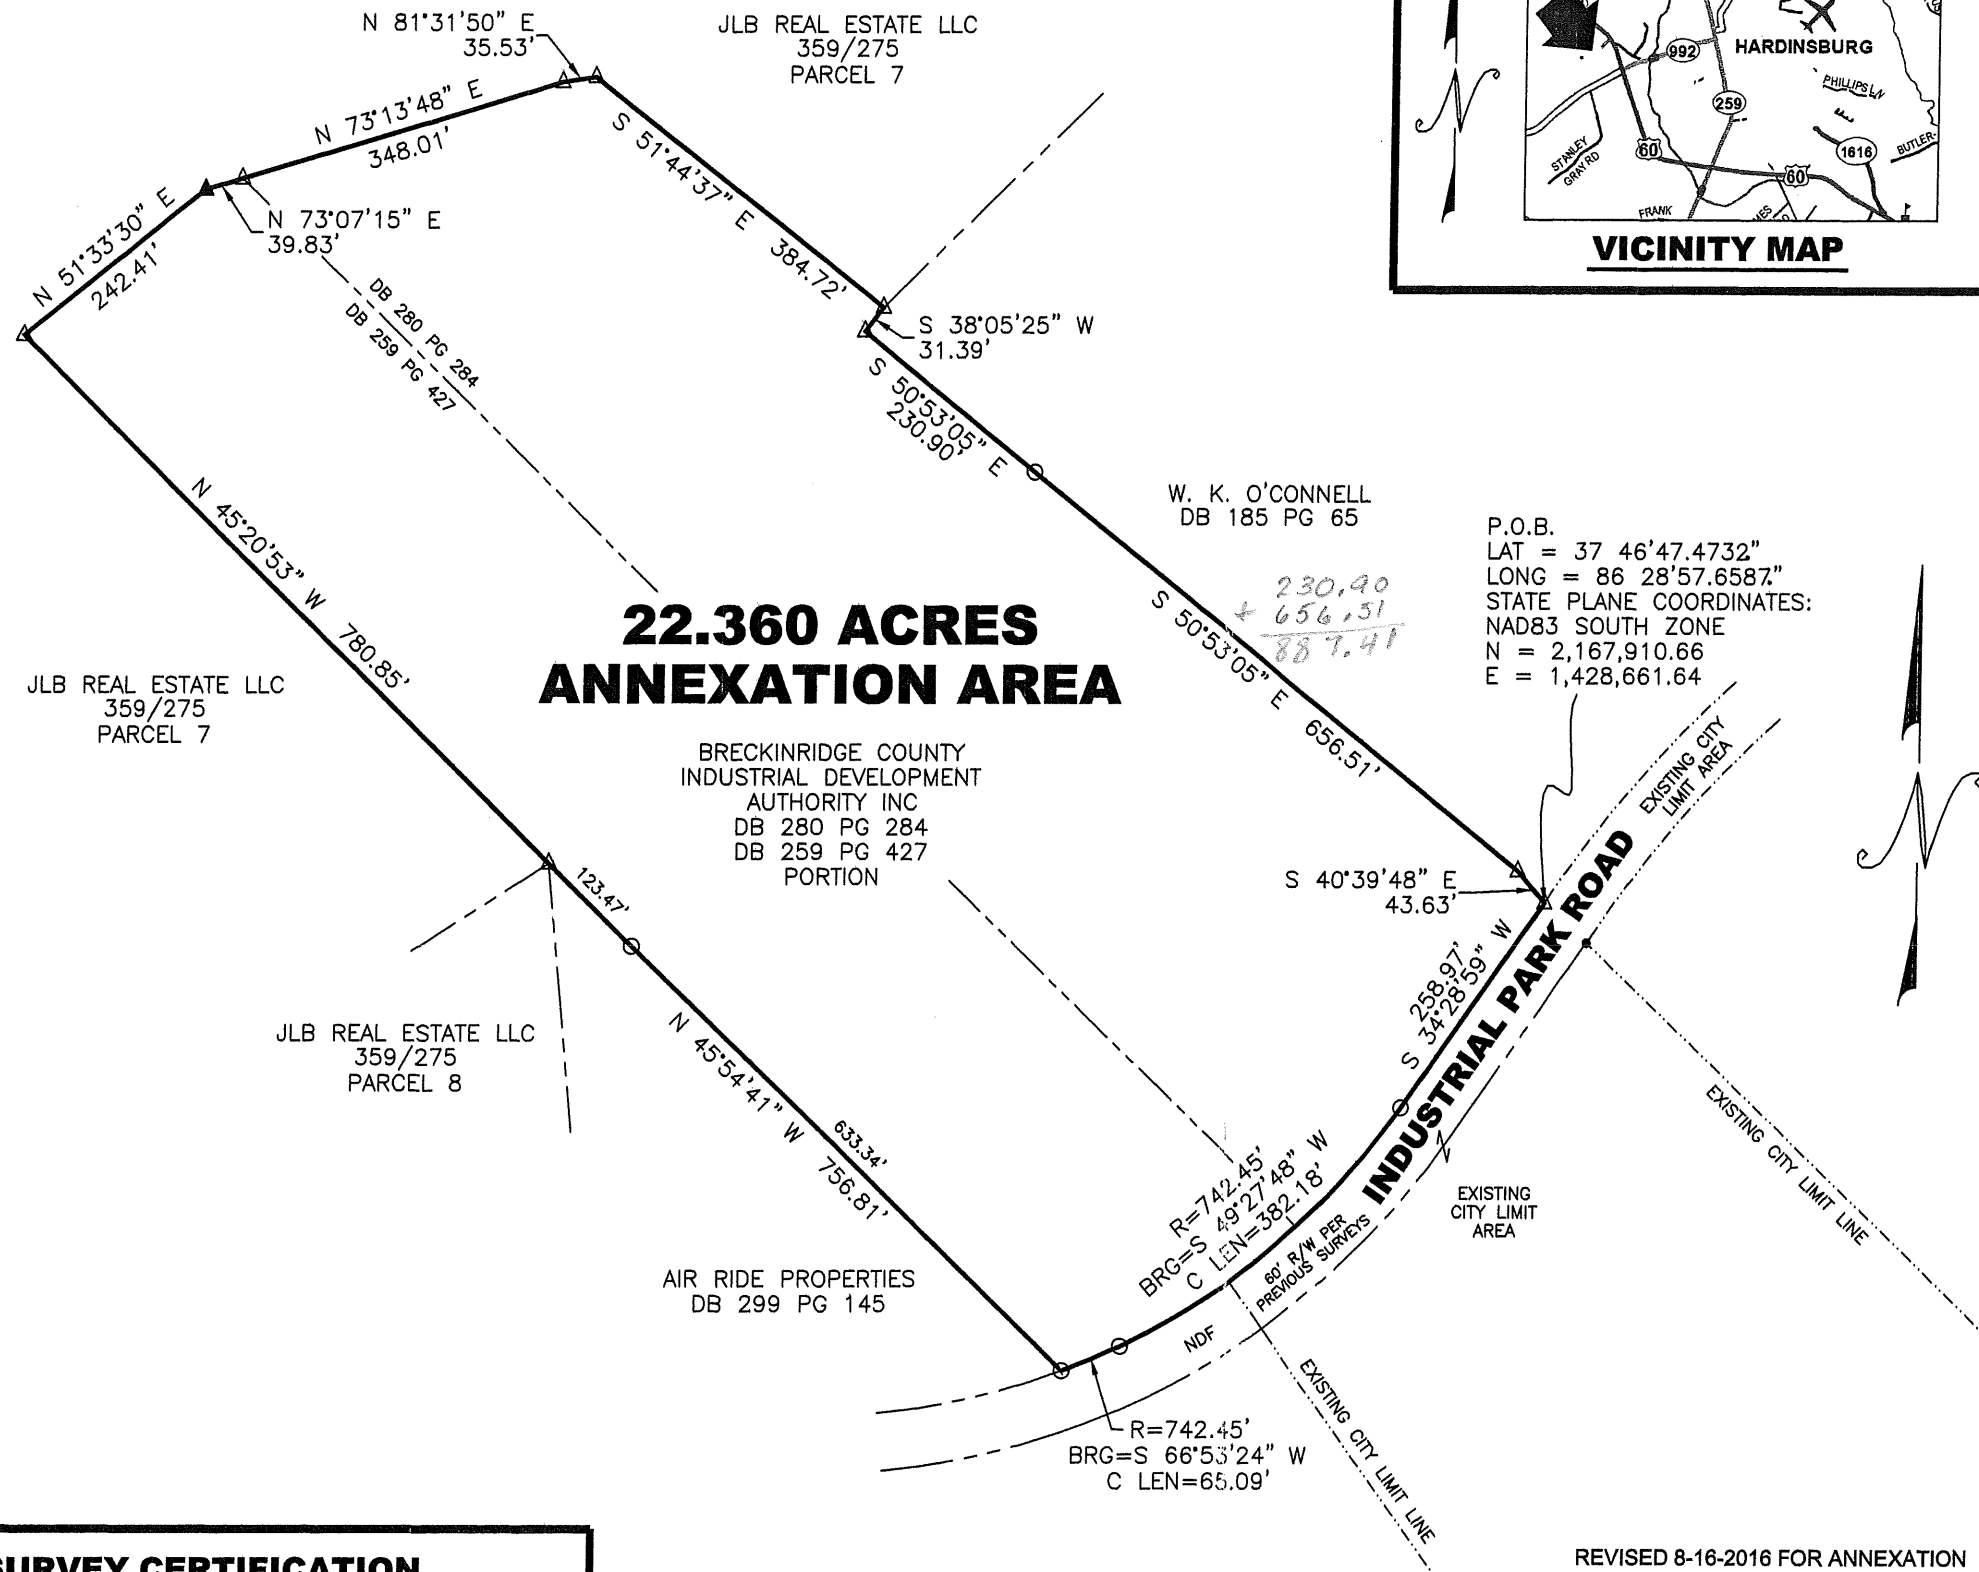 N 81°31'50" E
35.53'
JLB REAL ESTATE LLC
359/275
PARCEL 7
HARDINSBURG
992
259
PHILLIPS LN
STANLEY
GRAY RD
60
60
1616
BUTLER
FRANK
VICINITY MAP
N 73°13'48" E
348.01'
S 51°44'37" E 384.72'
N 51°33'30" E
242.41'
N 73°07'15" E
39.83'
DB 280 PG 284
DB 259 PG 427
S 38°05'25" W
31.39'
S 50°53'05" E
230.90'
W. K. O'CONNELL
DB 185 PG 65
P.O.B.
LAT = 37 46'47.4732"
LONG = 86 28'57.6587"
STATE PLANE COORDINATES:
NAD83 SOUTH ZONE
N = 2,167,910.66
E = 1,428,661.64
230.90
+ 656.51
887.41
S 50°53'05" E 656.51'
N 45°20'53" W 780.85'
22.360 ACRES
ANNEXATION AREA
JLB REAL ESTATE LLC
359/275
PARCEL 7
BRECKINRIDGE COUNTY
INDUSTRIAL DEVELOPMENT
AUTHORITY INC
DB 280 PG 284
DB 259 PG 427
PORTION
EXISTING CITY
LIMIT AREA
S 40°39'48" E
43.63'
123.47'
258.97'
S 34°28'59" W
INDUSTRIAL PARK ROAD
JLB REAL ESTATE LLC
359/275
PARCEL 8
N 45°54'41" W 756.81'
633.34'
R=742.45'
BRG=S 49°27'48" W
C LEN=382.18'
60' R/W PER
PREVIOUS SURVEYS
EXISTING
CITY LIMIT
AREA
EXISTING CITY LIMIT LINE
AIR RIDE PROPERTIES
DB 299 PG 145
NDF
EXISTING CITY LIMIT LINE
R=742.45'
BRG=S 66°53'24" W
C LEN=65.09'
SURVEY CERTIFICATION
REVISED 8-16-2016 FOR ANNEXATION